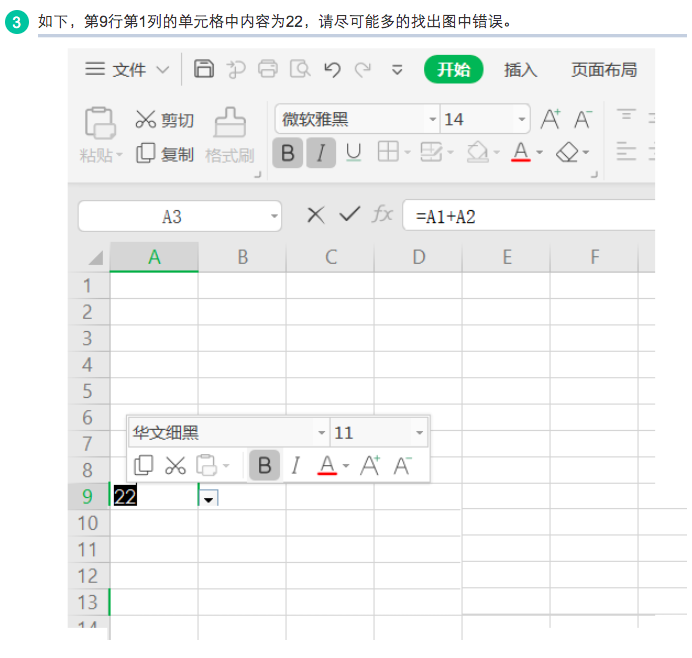 3 如下，第9行第1列的单元格中内容为22，请尽可能多的找出图中错误。
文件 开始 插入 页面布局
剪切 微软雅黑 14 A+ A-
粘贴 复制 格式刷 B I U A
A3 fx =A1+A2
A B C D E F
1
2
3
4
5
6
华文细黑 11
7
8 B I A A+ A-
9 22
10
11
12
13
14